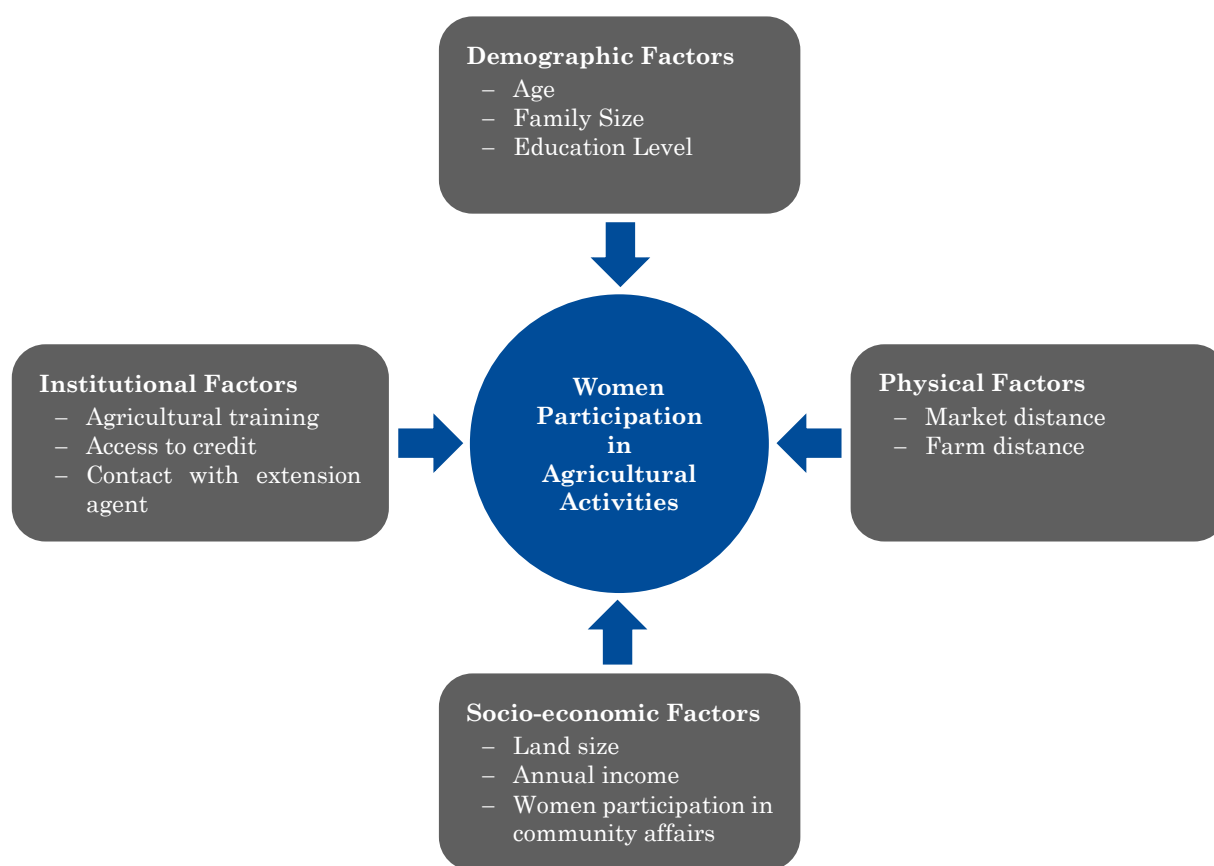 Demographic Factors
– Age
– Family Size
– Education Level
Institutional Factors
– Agricultural training
– Access to credit
– Contact with extension
agent
Women
Participation
in
Agricultural
Activities
Physical Factors
– Market distance
– Farm distance
Socio-economic Factors
– Land size
– Annual income
– Women participation in
community affairs